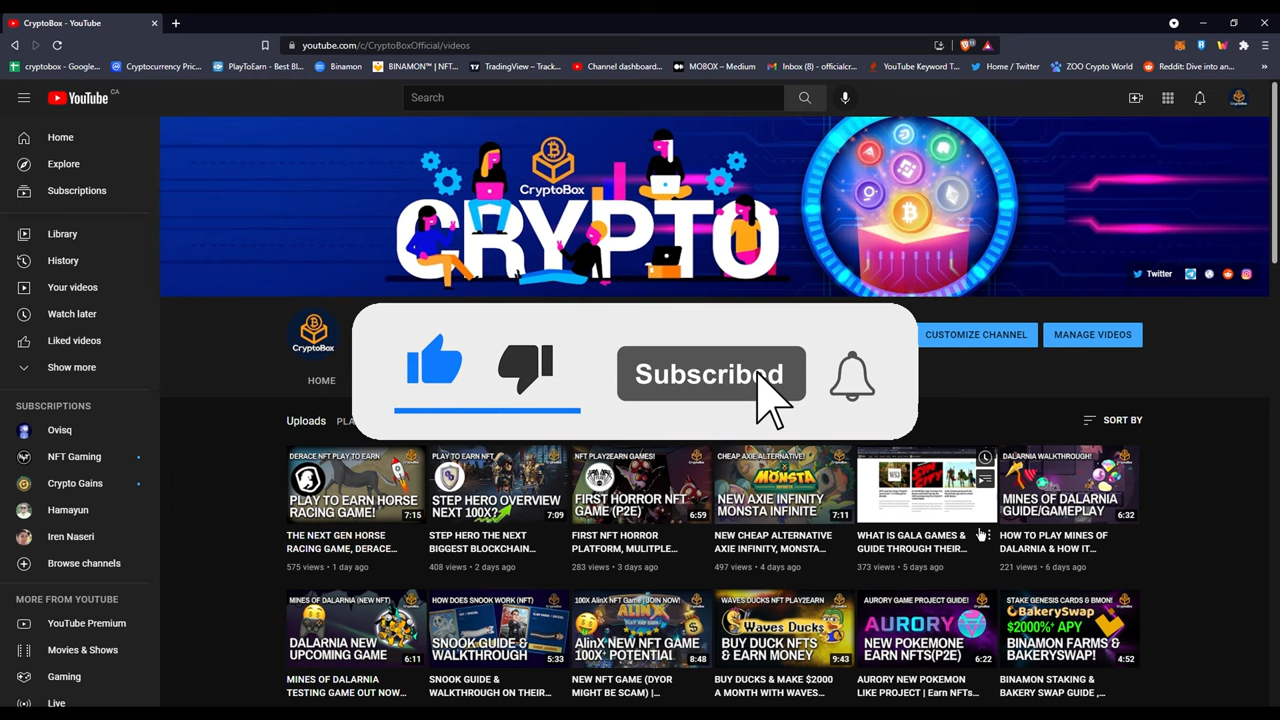 CryptoBox - YouTube
youtube.com/c/CryptoBoxOfficial/videos
cryptobox - Google...
Cryptocurrency Pric...
PlayToEarn - Best Bl...
Binamon
BINAMON™ | NFT...
TradingView – Track...
Channel dashboard...
MOBOX – Medium
Inbox (8) - officialcr...
YouTube Keyword T...
Home / Twitter
ZOO Crypto World
Reddit: Dive into an...
YouTube CA
Search
Home
Explore
Subscriptions
Library
History
Your videos
Watch later
Liked videos
Show more
SUBSCRIPTIONS
Ovisq
NFT Gaming
Crypto Gains
Hamayun
Iren Naseri
Browse channels
MORE FROM YOUTUBE
YouTube Premium
Movies & Shows
Gaming
Live
CryptoBox
CRYPTO
Twitter
CryptoBox
CUSTOMIZE CHANNEL
MANAGE VIDEOS
Subscribed
HOME
Uploads
SORT BY
DERACE NFT PLAY TO EARN
PLAY TO EARN HORSE
RACING GAME!
7:15
THE NEXT GEN HORSE
RACING GAME, DERACE...
575 views • 1 day ago
PLAY TO EARN NFT
STEP HERO OVERVIEW
NEXT 100X?
7:09
STEP HERO THE NEXT
BIGGEST BLOCKCHAIN...
408 views • 2 days ago
NFT PLAY2EARN GAMES!
FIRST HORROR NFT
GAME (P2E)
6:59
FIRST NFT HORROR
PLATFORM, MULITPLE...
283 views • 3 days ago
CHEAP AXIE ALTERNATIVE
MONSTA
INFINITE
NEW AXIE INFINITY
MONSTA INFINITE
7:11
NEW CHEAP ALTERNATIVE
AXIE INFINITY, MONSTA...
497 views • 4 days ago
WHAT IS GALA GAMES &
GUIDE THROUGH THEIR...
373 views • 5 days ago
DALARNIA WALKTHROUGH!
MINES OF DALARNIA
GUIDE/GAMEPLAY
6:32
HOW TO PLAY MINES OF
DALARNIA & HOW IT...
221 views • 6 days ago
MINES OF DALARNIA (NEW NFT)
DALARNIA NEW
UPCOMING GAME
6:11
MINES OF DALARNIA
TESTING GAME OUT NOW...
HOW DOES SNOOK WORK (NFT)
SNOOK GUIDE &
WALKTHROUGH
5:33
SNOOK GUIDE &
WALKTHROUGH ON THEIR...
100X AlinX NFT Game | JOIN NOW!
ALINX
AlinX NEW NFT GAME
100X POTENTIAL
8:48
NEW NFT GAME (DYOR
MIGHT BE SCAM) |...
WAVES DUCKS NFT PLAY2EARN
Waves Ducks
BUY DUCK NFTS
& EARN MONEY
9:43
BUY DUCKS & MAKE $2000
A MONTH WITH WAVES...
AURORY GAME PROJECT GUIDE!
AURORY
NEW POKEMONE
EARN NFTS(P2E)
6:22
AURORY NEW POKEMON
LIKE PROJECT | Earn NFTs...
STAKE GENESIS CARDS & BMON!
BakerySwap
$2000%+ APY
BINAMON FARMS &
BAKERYSWAP!
4:52
BINAMON STAKING &
BAKERY SWAP GUIDE ,...